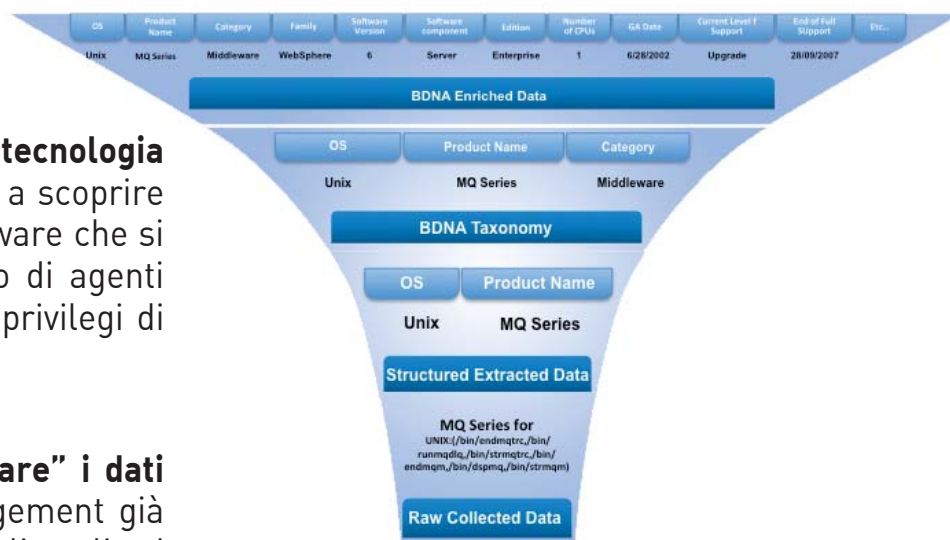 OS Product Name Category Family Software Version Software component Edition Number of CPUs GA Date Current Level f Support End of Full SUpport Etc...
Unix MQ Series Middleware WebSphere 6 Server Enterprise 1 6/28/2002 Upgrade 28/09/2007
BDNA Enriched Data
OS Product Name Category
Unix MQ Series Middleware
BDNA Taxonomy
OS Product Name
Unix MQ Series
Structured Extracted Data
MQ Series for
UNIX:(/bin/endmqtrc,/bin/
runmqdlq,/bin/strmqtrc,/bin/
endmqm,/bin/dspmq,/bin/strmqm)
Raw Collected Data
tecnologia
a scoprire
ware che si
o di agenti
privilegi di
are” i dati
gement già